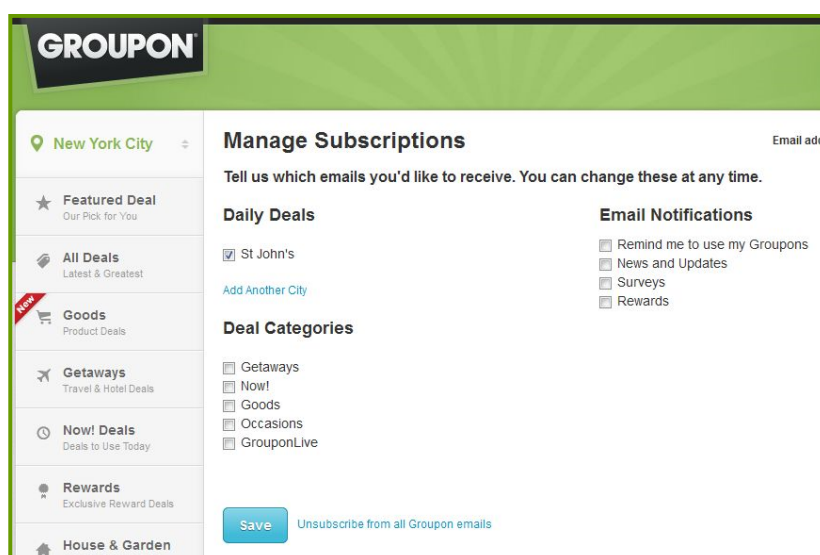 GROUPON
New York City
Featured Deal
Our Pick for You
All Deals
Latest & Greatest
New
Goods
Product Deals
Getaways
Travel & Hotel Deals
Now! Deals
Deals to Use Today
Rewards
Exclusive Reward Deals
House & Garden
Manage Subscriptions
Email add
Tell us which emails you'd like to receive. You can change these at any time.
Daily Deals
St John's
Add Another City
Deal Categories
Getaways
Now!
Goods
Occasions
GrouponLive
Email Notifications
Remind me to use my Groupons
News and Updates
Surveys
Rewards
Save
Unsubscribe from all Groupon emails